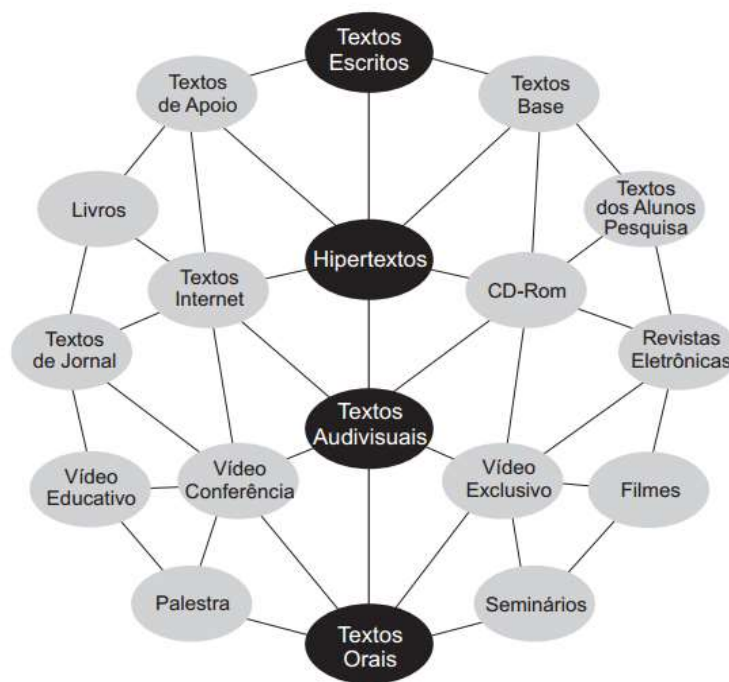 Textos
Escritos
Textos
de Apoio
Textos
Base
Livros
Textos
dos Alunos
Pesquisa
Hipertextos
Textos
Internet
CD-Rom
Textos
de Jornal
Revistas
Eletrônicas
Textos
Audivisuais
Vídeo
Educativo
Vídeo
Conferência
Vídeo
Exclusivo
Filmes
Palestra
Seminários
Textos
Orais